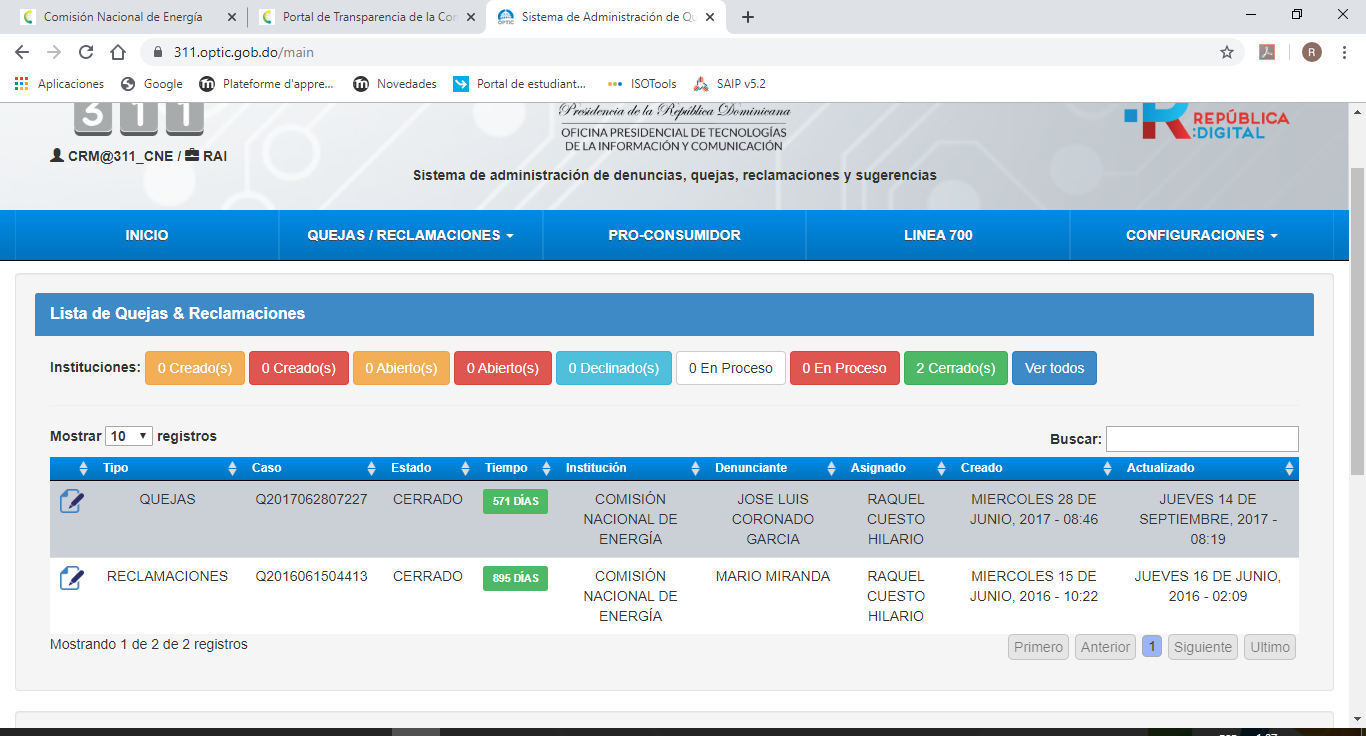 Comisión Nacional de Energía
Portal de Transparencia de la Con
Sistema de Administración de Qu
311.optic.gob.do/main
R
Aplicaciones
Google
Plateforme d'appre...
Novedades
Portal de estudiant...
ISOTools
SAIP v5.2
311
Presidencia de la República Dominicana
OFICINA PRESIDENCIAL DE TECNOLOGÍAS
DE LA INFORMACIÓN Y COMUNICACIÓN
R REPÚBLICA
:DIGITAL
CRM@311_CNE / RAI
Sistema de administración de denuncias, quejas, reclamaciones y sugerencias
INICIO
QUEJAS / RECLAMACIONES
PRO-CONSUMIDOR
LINEA 700
CONFIGURACIONES
Lista de Quejas & Reclamaciones
Instituciones: 0 Creado(s) 0 Creado(s) 0 Abierto(s) 0 Abierto(s) 0 Declinado(s) 0 En Proceso 0 En Proceso 2 Cerrado(s) Ver todos
Mostrar 10 registros
Buscar:
Tipo Caso Estado Tiempo Institución Denunciante Asignado Creado Actualizado
QUEJAS Q2017062807227 CERRADO 571 DÍAS COMISIÓN JOSE LUIS RAQUEL MIERCOLES 28 DE JUEVES 14 DE
NACIONAL DE CORONADO CUESTO JUNIO, 2017 - 08:46 SEPTIEMBRE, 2017 -
ENERGÍA GARCIA HILARIO 08:19
RECLAMACIONES Q2016061504413 CERRADO 895 DÍAS COMISIÓN MARIO MIRANDA RAQUEL MIERCOLES 15 DE JUEVES 16 DE JUNIO,
NACIONAL DE CUESTO JUNIO, 2016 - 10:22 2016 - 02:09
ENERGÍA HILARIO
Mostrando 1 de 2 de 2 registros
Primero Anterior 1 Siguiente Ultimo